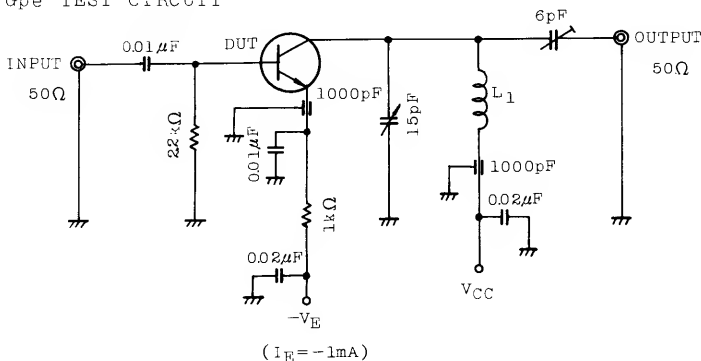 Gpe TEST CIRCUIT
6pF
0.01μF
DUT
INPUT
OUTPUT
50Ω
50Ω
1000pF
L1
15pF
22kΩ
0.01μF
1000pF
0.02μF
1kΩ
0.02μF
-VE
VCC
(IE=-1mA)